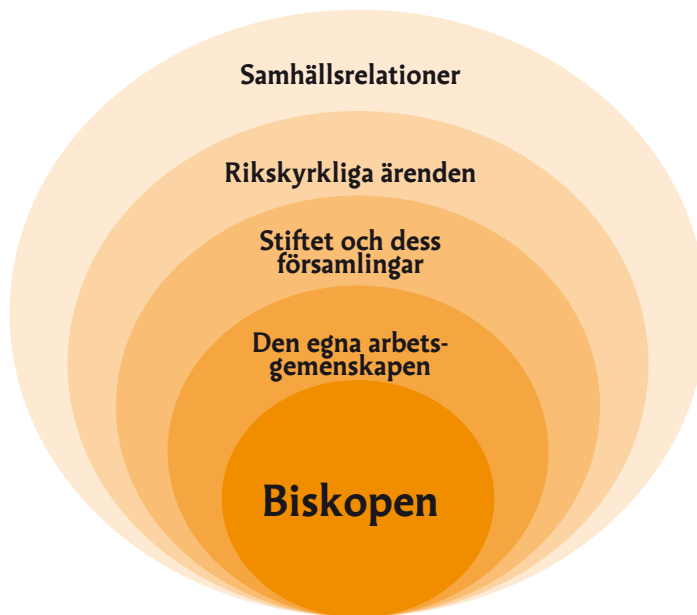 Samhällsrelationer
Rikskyrkliga ärenden
Stiftet och dess
församlingar
Den egna arbets-
gemenskapen
Biskopen